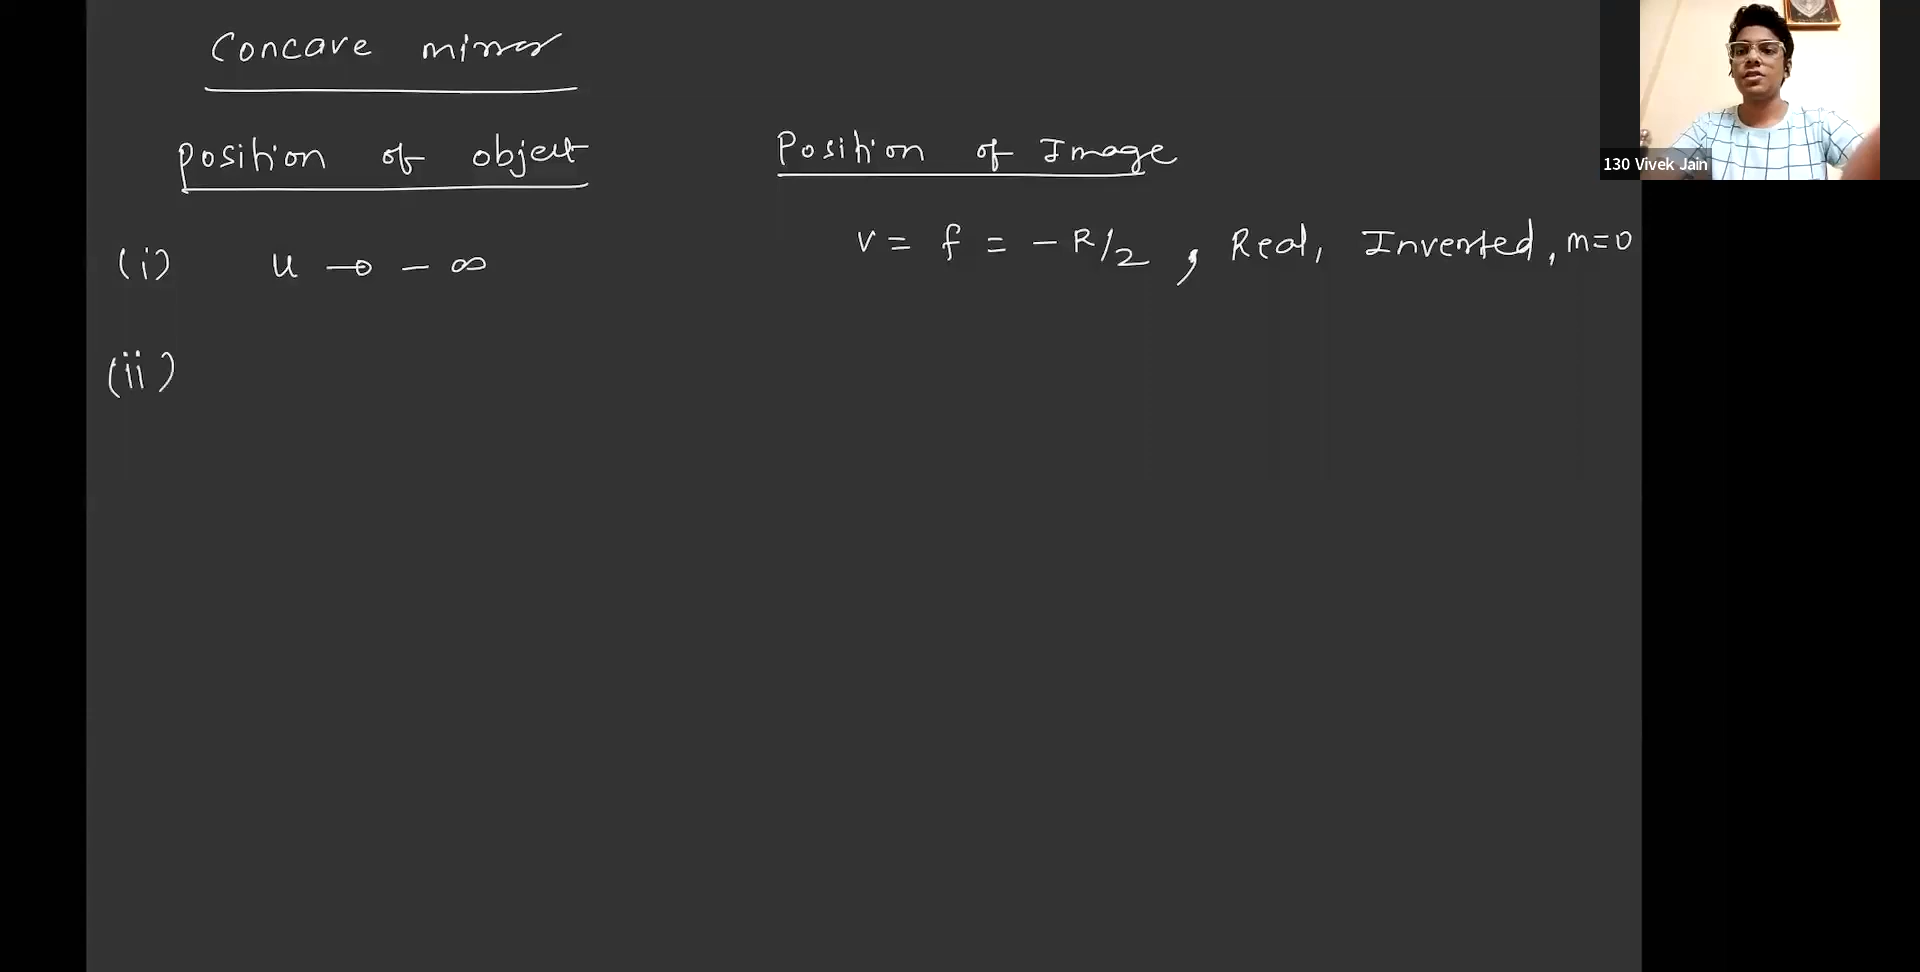 Concave mirror
position of object
Position of Image
(i) u → - ∞
v = f = - R/2 , Real, Inverted, m=0
(ii)
130 Vivek Jain